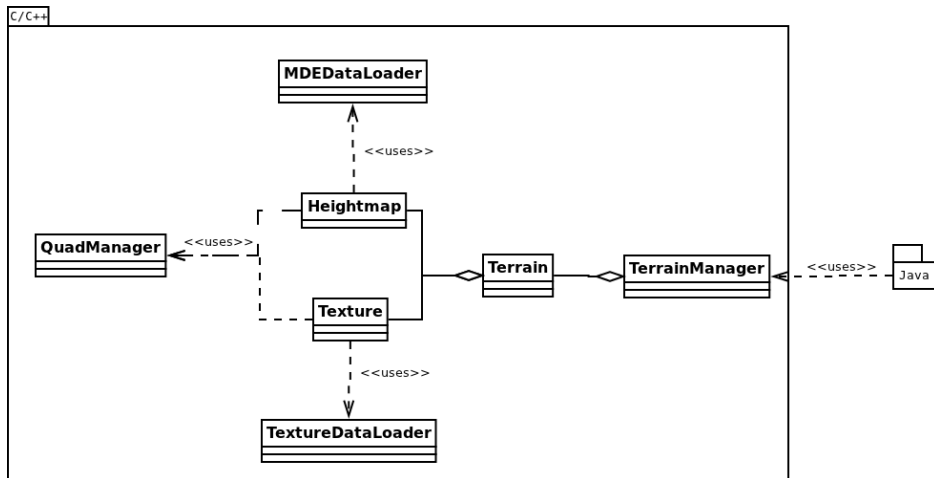 C/C++
MDEDataLoader
<<uses>>
Heightmap
<<uses>>
QuadManager
Terrain
TerrainManager
<<uses>>
Java
Texture
<<uses>>
TextureDataLoader